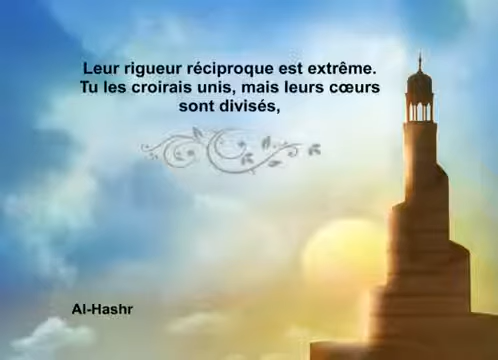 Leur rigueur réciproque est extrême.
Tu les croirais unis, mais leurs cœurs
sont divisés,
Al-Hashr